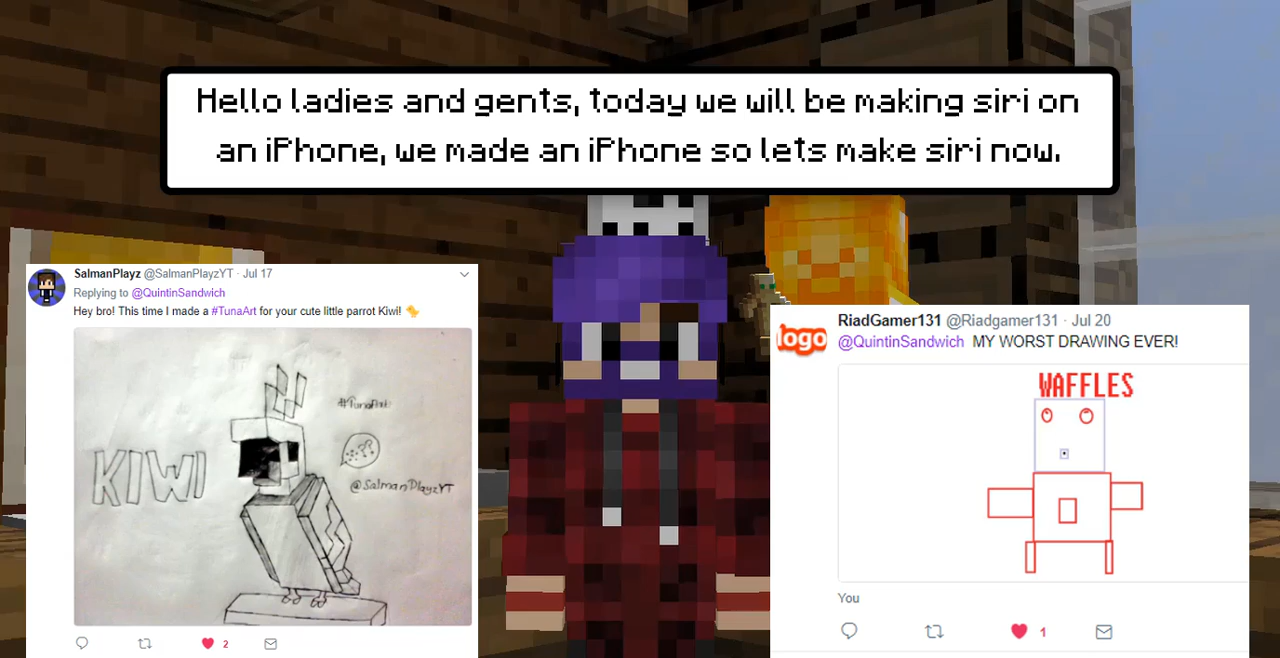 Hello ladies and gents, today we will be making siri on
an iPhone, we made an iPhone so lets make siri now.
SalmanPlayz @SalmanPlayzYT · Jul 17
Replying to @QuintinSandwich
Hey bro! This time I made a #TunaArt for your cute little parrot Kiwi! 🐤
#TunaArt
KIWI
???
@SalmanPlayzYT
2
logo
RiadGamer131 @Riadgamer131 · Jul 20
@QuintinSandwich MY WORST DRAWING EVER!
WAFFLES
You
1